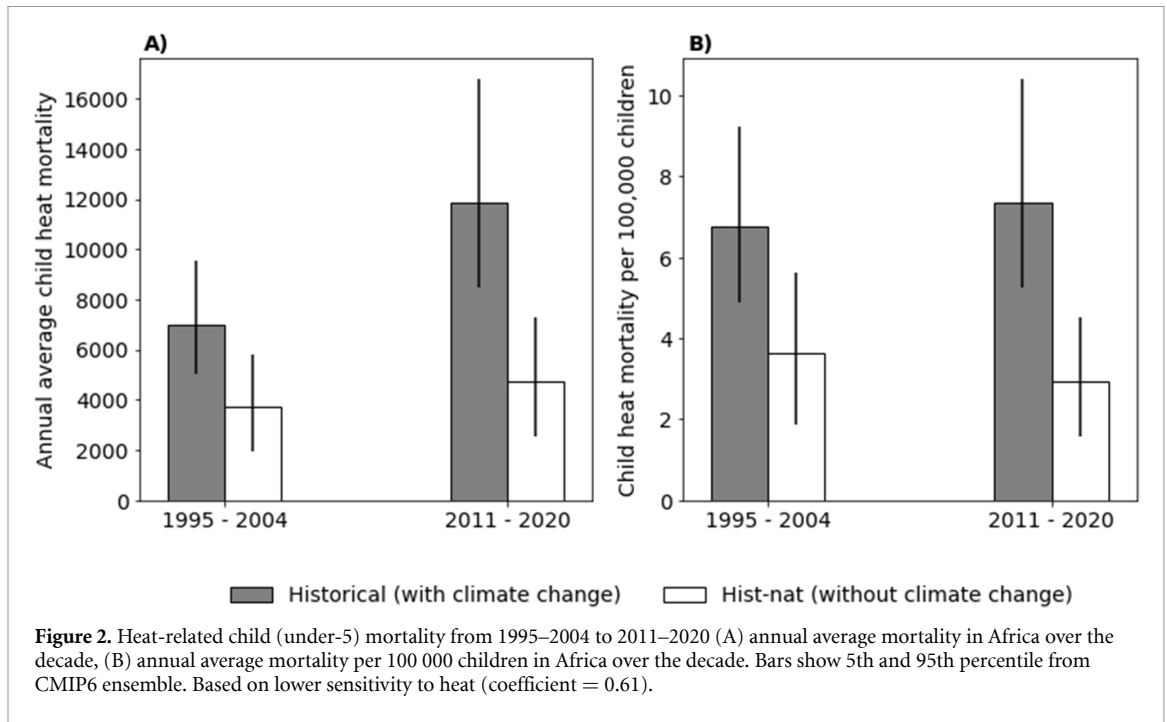 A)
Annual average child heat mortality
16000
14000
12000
10000
8000
6000
4000
2000
0
1995 - 2004
2011 - 2020
B)
Child heat mortality per 100,000 children
10
8
6
4
2
0
1995 - 2004
2011 - 2020
Historical (with climate change)
Hist-nat (without climate change)
Figure 2. Heat-related child (under-5) mortality from 1995–2004 to 2011–2020 (A) annual average mortality in Africa over the
decade, (B) annual average mortality per 100 000 children in Africa over the decade. Bars show 5th and 95th percentile from
CMIP6 ensemble. Based on lower sensitivity to heat (coefficient = 0.61).